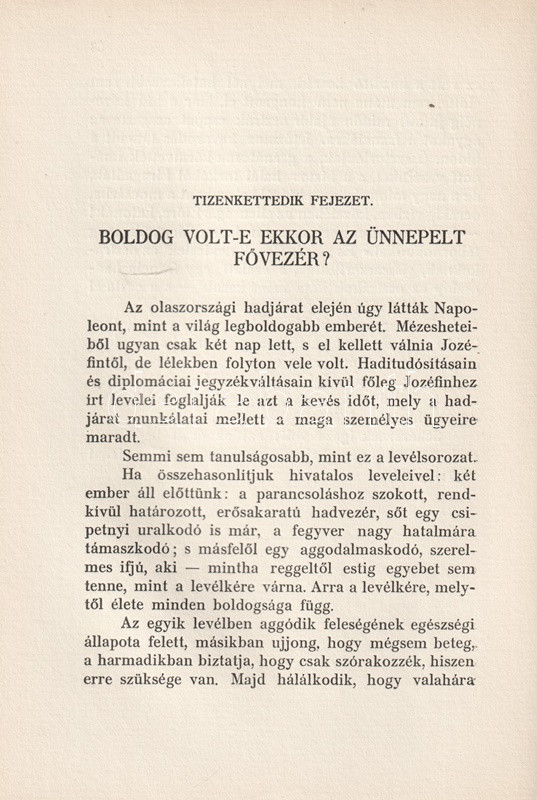 TIZENKETTEDIK FEJEZET.
BOLDOG VOLT-E EKKOR AZ ÜNNEPELT
FŐVEZÉR?
Az olaszországi hadjárat elején úgy látták Napo-
leont, mint a világ legboldogabb emberét. Mézeshetei-
ből ugyan csak két nap lett, s el kellett válnia Jozé-
fintől, de lélekben folyton vele volt. Haditudósításain
és diplomáciai jegyzékváltásain kívül főleg Jozéfinhez
írt levelei foglalják le azt a kevés időt, mely a had-
járat munkálatai mellett a maga személyes ügyeire
maradt.
Semmi sem tanulságosabb, mint ez a levélsorozat.
Ha összehasonlitjuk hivatalos leveleivel: két
ember áll előttünk: a parancsoláshoz szokott, rend-
kívül határozott, erősakaratú hadvezér, sőt egy csi-
petnyi uralkodó is már, a fegyver nagy hatalmára
támaszkodó; s másfelől egy aggodalmaskodó, szerel-
mes ifjú, aki — mintha reggeltől estig egyebet sem
tenne, mint a levélkére várna. Arra a levélkére, mely-
től élete minden boldogsága függ.
Az egyik levélben aggódik feleségének egészségi
állapota felett, másikban ujjong, hogy mégsem beteg,
a harmadikban biztatja, hogy csak szórakozzék, hiszen
erre szüksége van. Majd hálálkodik, hogy valahára